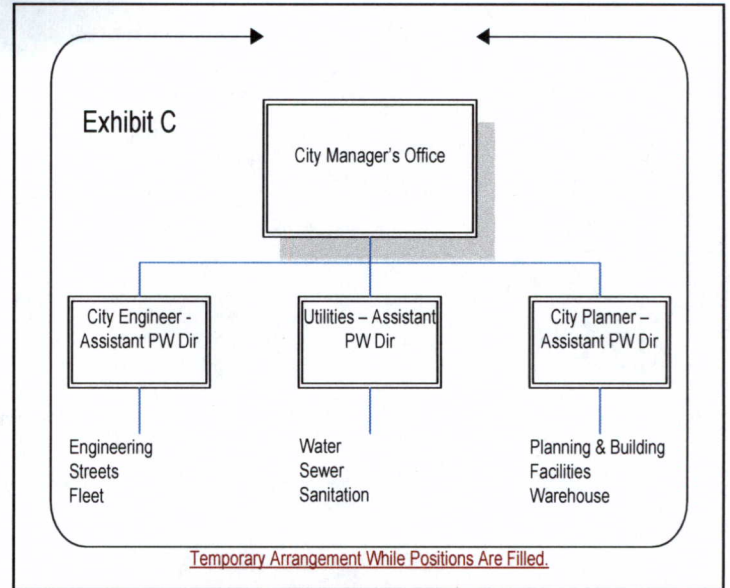 Exhibit C
City Manager's Office
City Engineer -
Assistant PW Dir
Utilities – Assistant
PW Dir
City Planner –
Assistant PW Dir
Engineering
Streets
Fleet
Water
Sewer
Sanitation
Planning & Building
Facilities
Warehouse
Temporary Arrangement While Positions Are Filled.